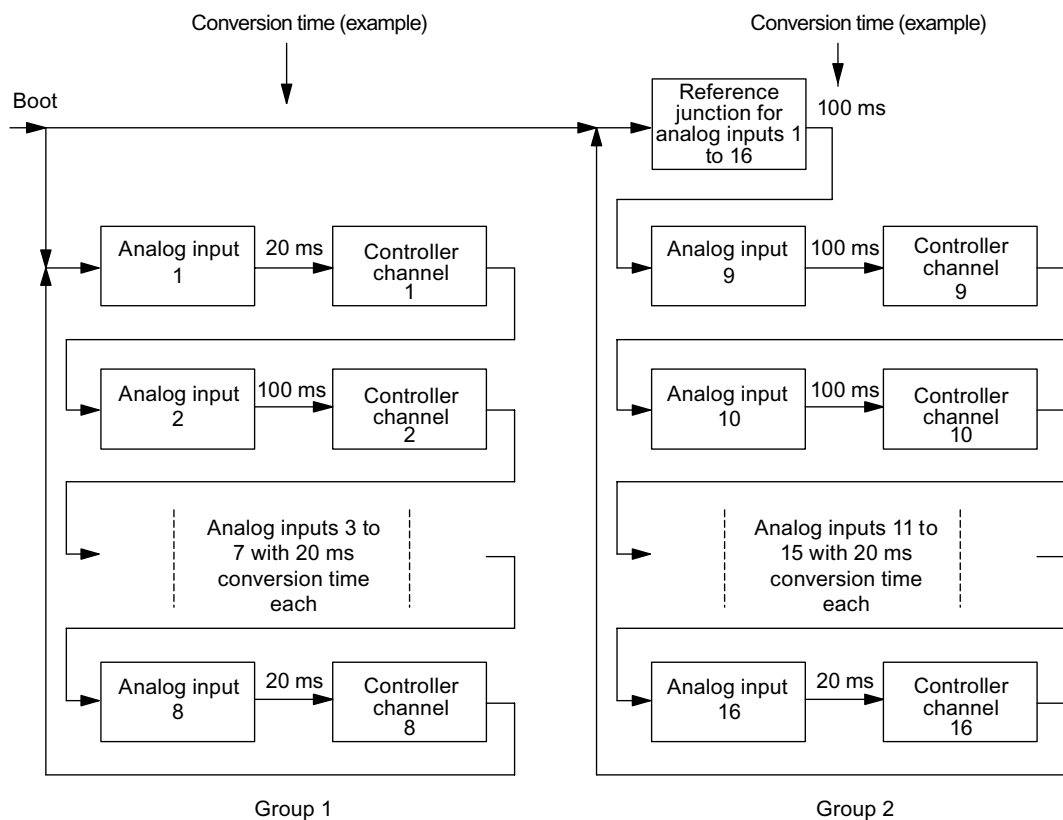 Conversion time (example)
Conversion time (example)
Boot
Reference
junction for
analog inputs 1
to 16
100 ms
Analog input
1
20 ms
Controller
channel
1
Analog input
9
100 ms
Controller
channel
9
Analog input
2
100 ms
Controller
channel
2
Analog input
10
100 ms
Controller
channel
10
Analog inputs 3 to
7 with 20 ms
conversion time
each
Analog inputs 11 to
15 with 20 ms
conversion time
each
Analog input
8
20 ms
Controller
channel
8
Analog input
16
20 ms
Controller
channel
16
Group 1
Group 2